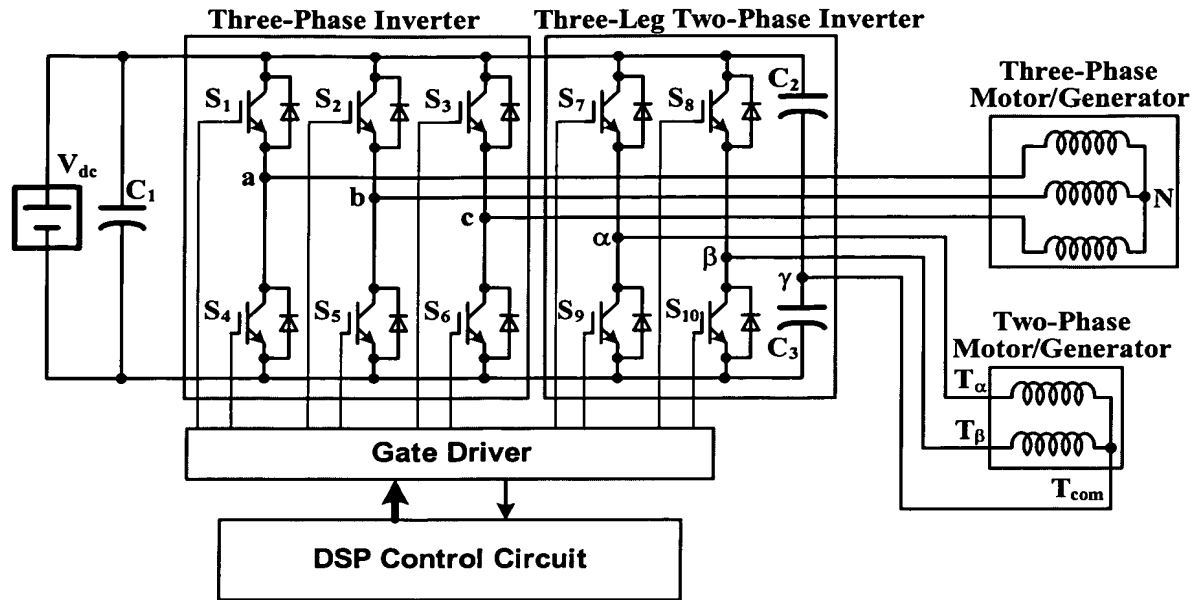 Three-Phase Inverter
Three-Leg Two-Phase Inverter
Three-Phase
Motor/Generator
Vdc
C1
S1
S2
S3
S7
S8
C2
a
b
c
α
β
γ
N
S4
S5
S6
S9
S10
C3
Two-Phase
Motor/Generator
Tα
Tβ
Tcom
Gate Driver
DSP Control Circuit